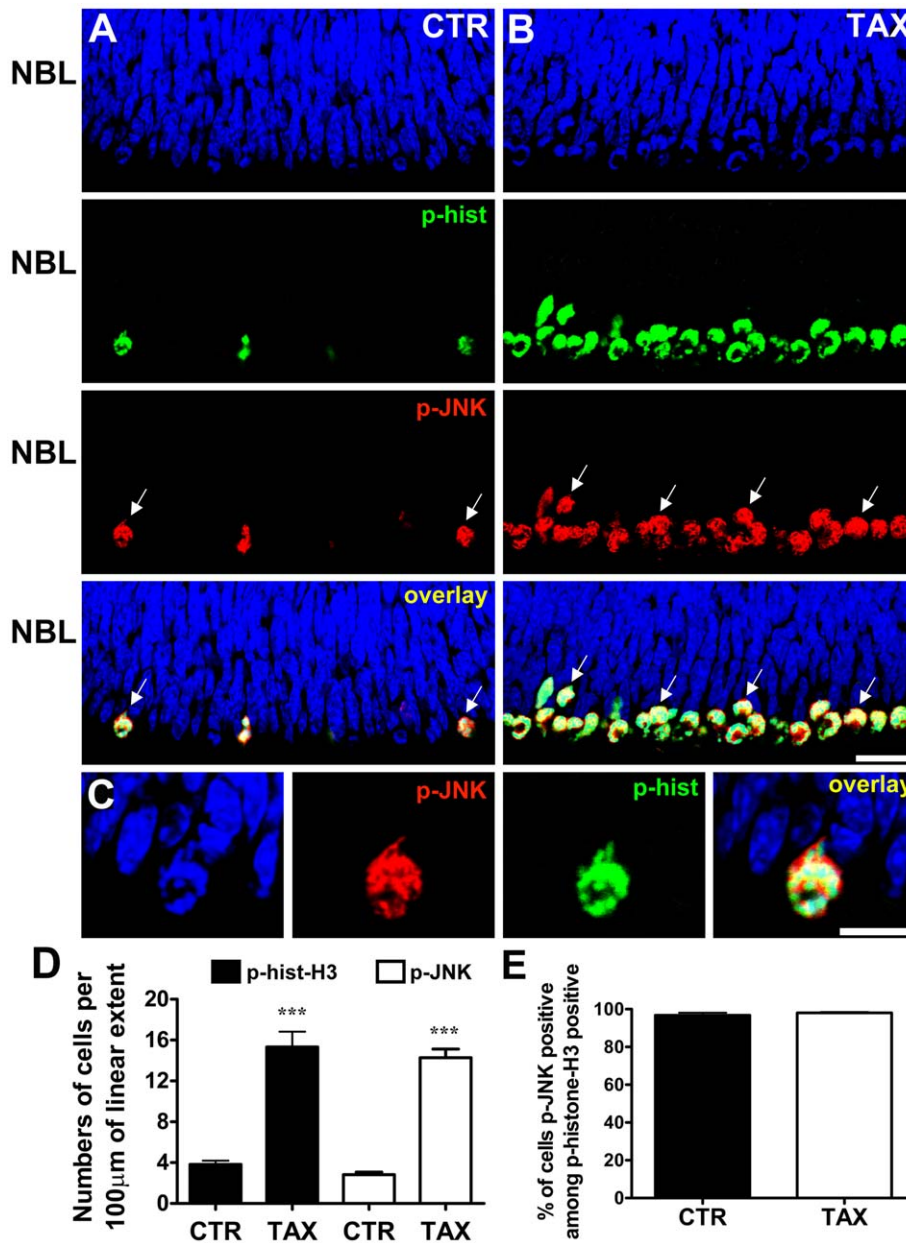 A CTR B TAX
NBL
p-hist
NBL
p-JNK
NBL
overlay
NBL
C p-JNK p-hist overlay
D p-hist-H3 p-JNK
Numbers of cells per
100μm of linear extent
20
16
12
8
4
0
*** ***
CTR TAX CTR TAX
E
% of cells p-JNK positive
among p-histone-H3 positive
100
80
60
40
20
0
CTR TAX